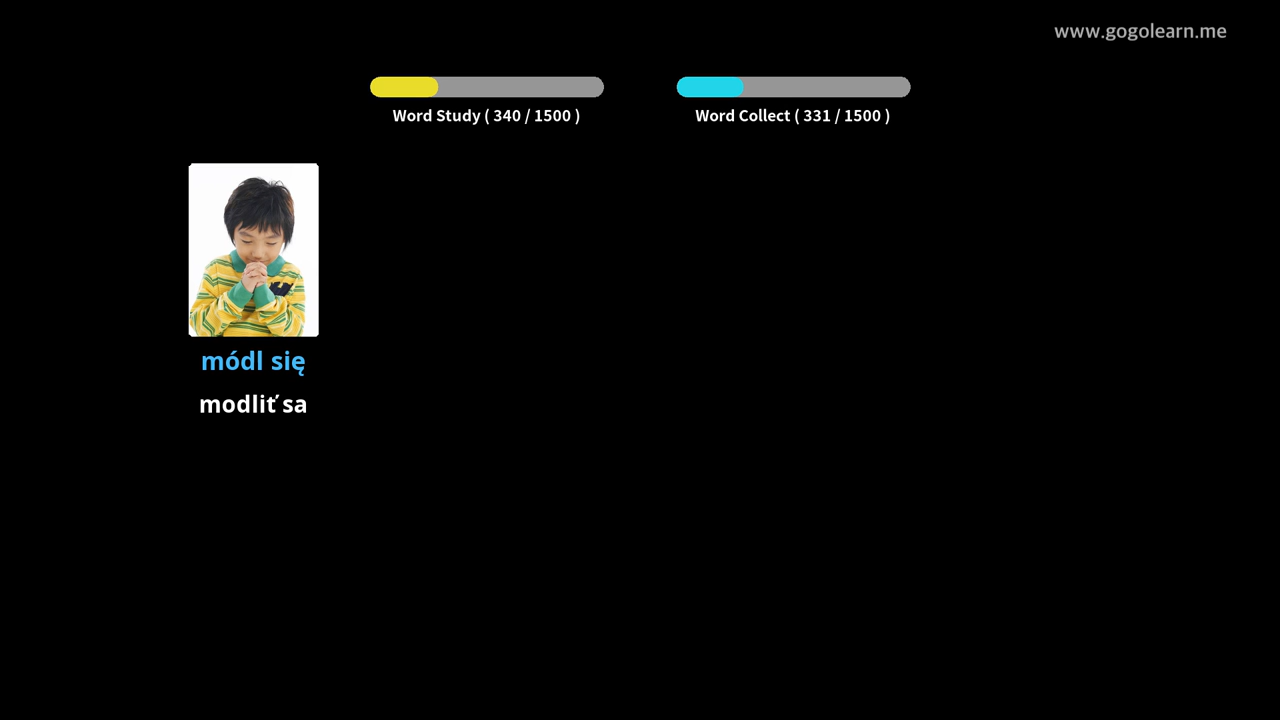 www.gogolearn.me
Word Study ( 340 / 1500 )
Word Collect ( 331 / 1500 )
módl się
modliť sa